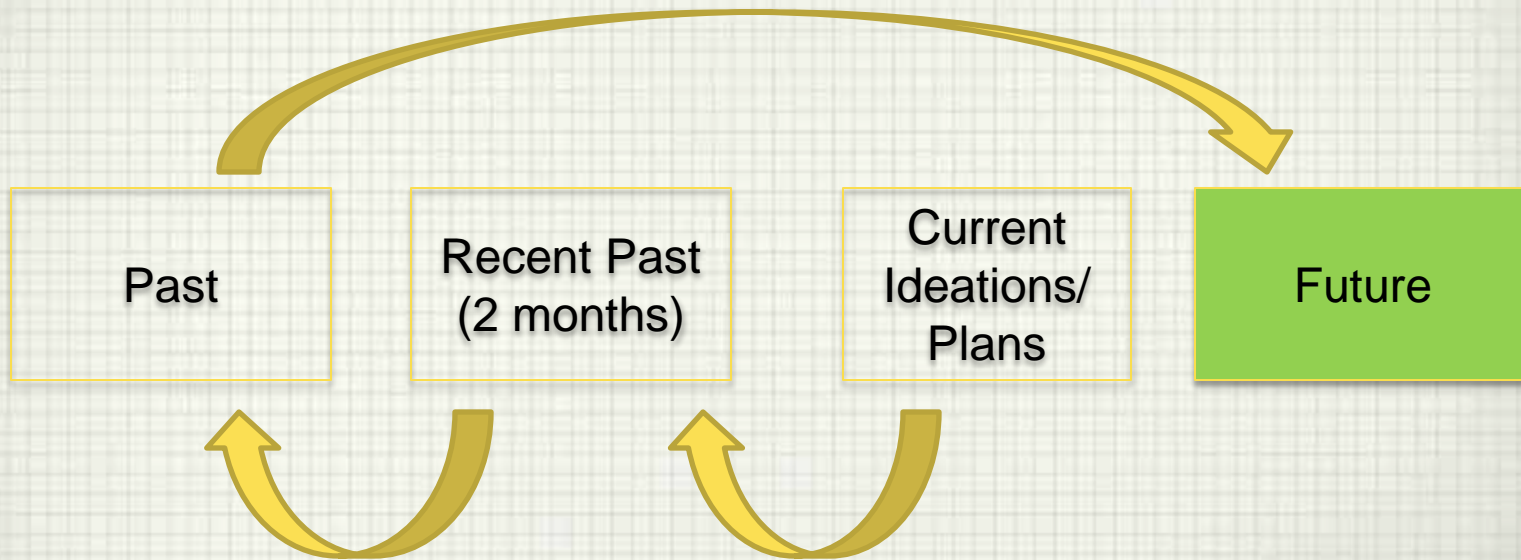 Past
Recent Past
(2 months)
Current
Ideations/
Plans
Future